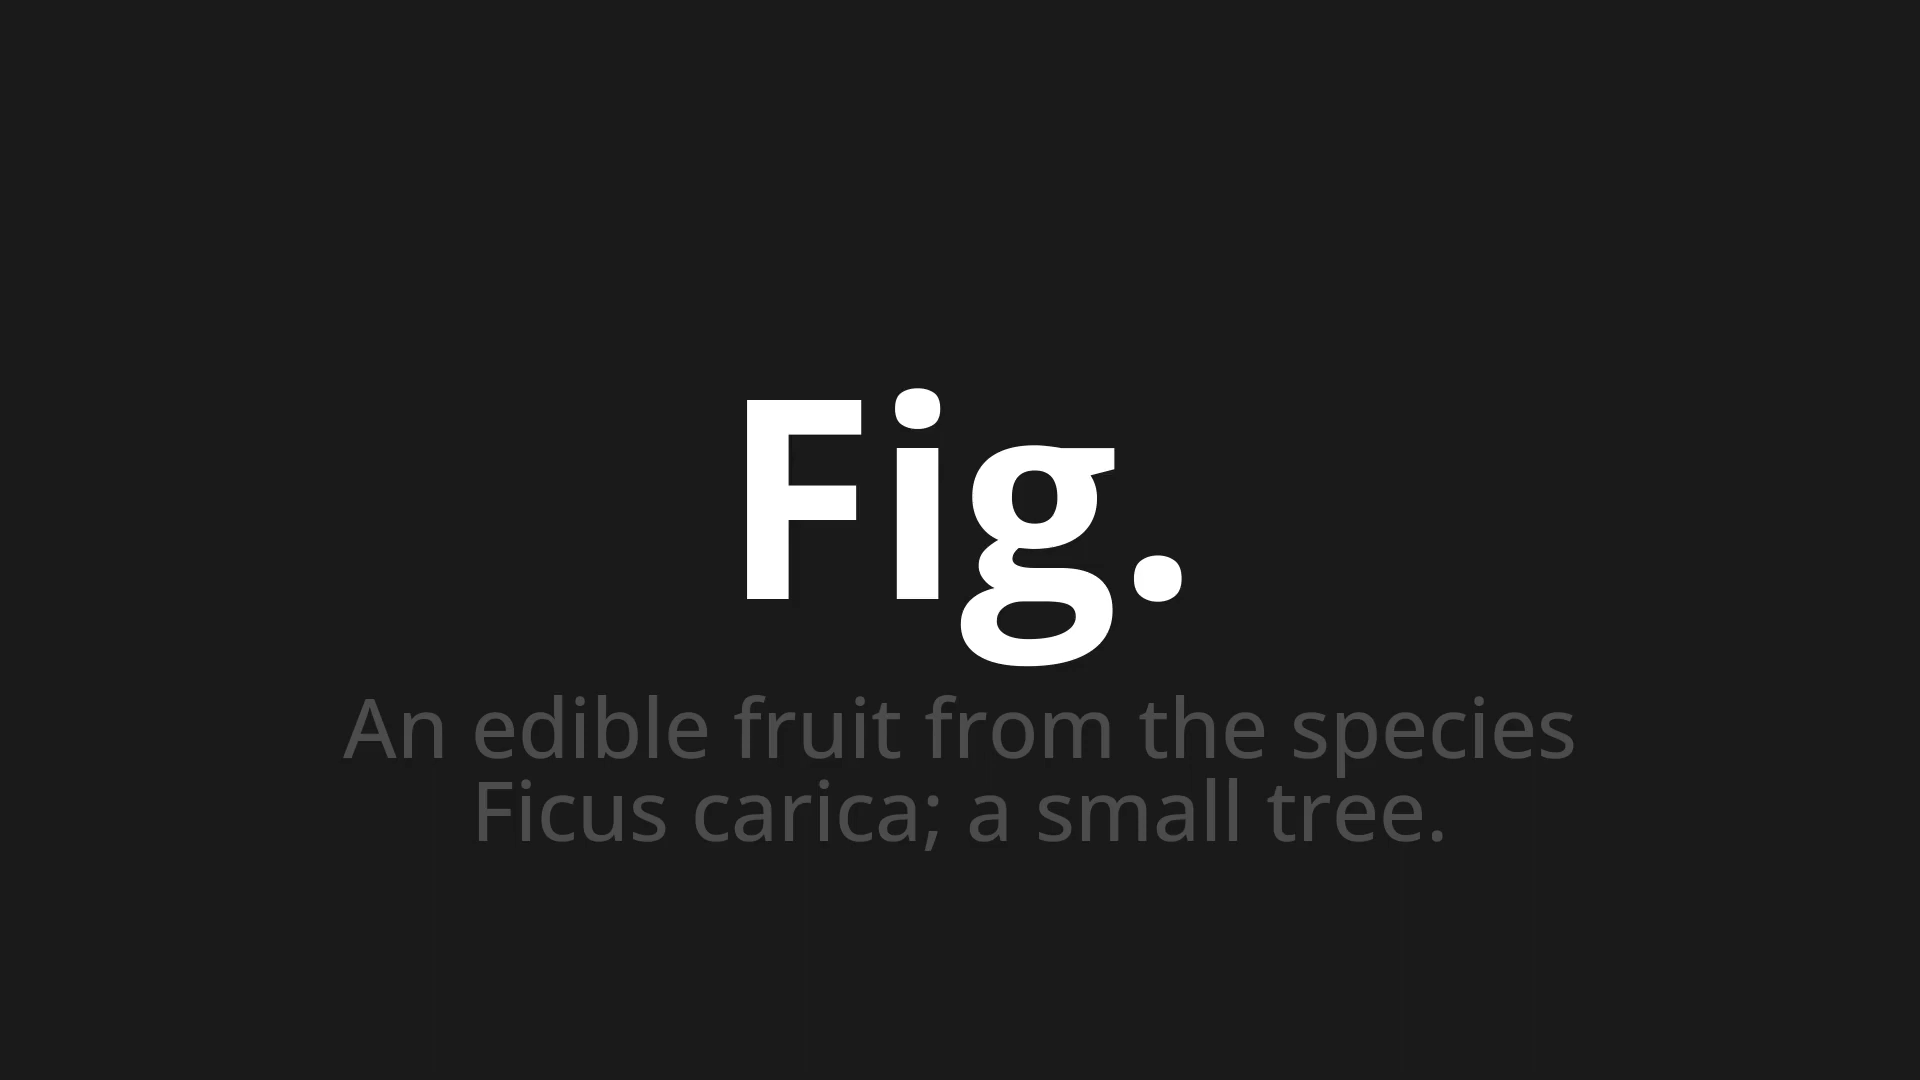 Fig.
An edible fruit from the species
Ficus carica; a small tree.